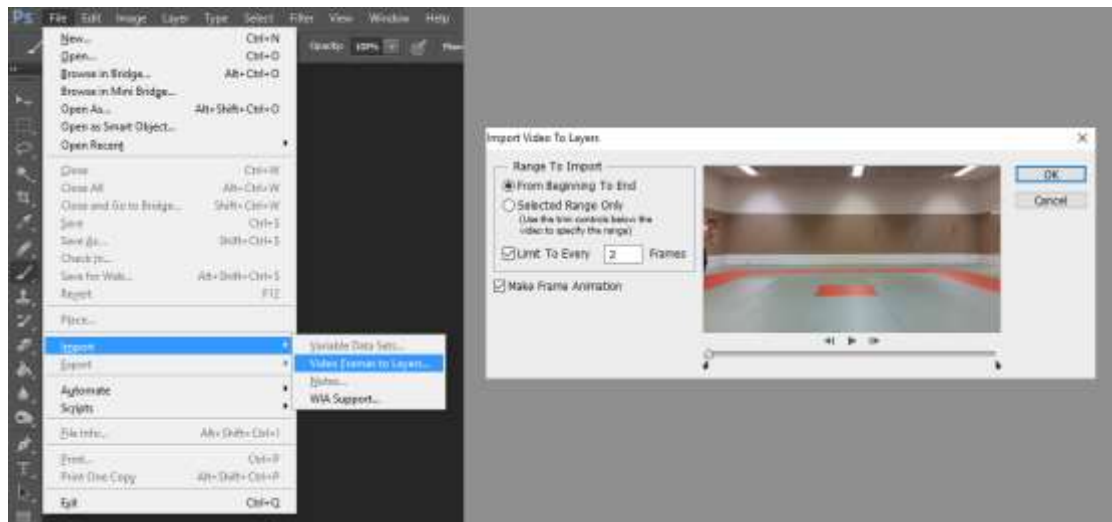 Ps File Edit Image Layer Type Select Filter View Window Help
Opacity: 100%
New... Ctrl+N
Open... Ctrl+O
Browse in Bridge... Alt+Ctrl+O
Browse in Mini Bridge...
Open As... Alt+Shift+Ctrl+O
Open as Smart Object...
Open Recent
Close Ctrl+W
Close All Alt+Ctrl+W
Close and Go to Bridge... Shift+Ctrl+W
Save Ctrl+S
Save As... Shift+Ctrl+S
Check In...
Save for Web... Alt+Shift+Ctrl+S
Revert F12
Place...
Import
Export
Automate
Scripts
File Info... Alt+Shift+Ctrl+I
Print... Ctrl+P
Print One Copy Alt+Shift+Ctrl+P
Exit Ctrl+Q
Variable Data Sets...
Video Frames to Layers...
Notes...
WIA Support...
Import Video To Layers
Range To Import
From Beginning To End
Selected Range Only
(Use the trim controls below the
video to specify the range)
Limit To Every 2 Frames
Make Frame Animation
OK
Cancel